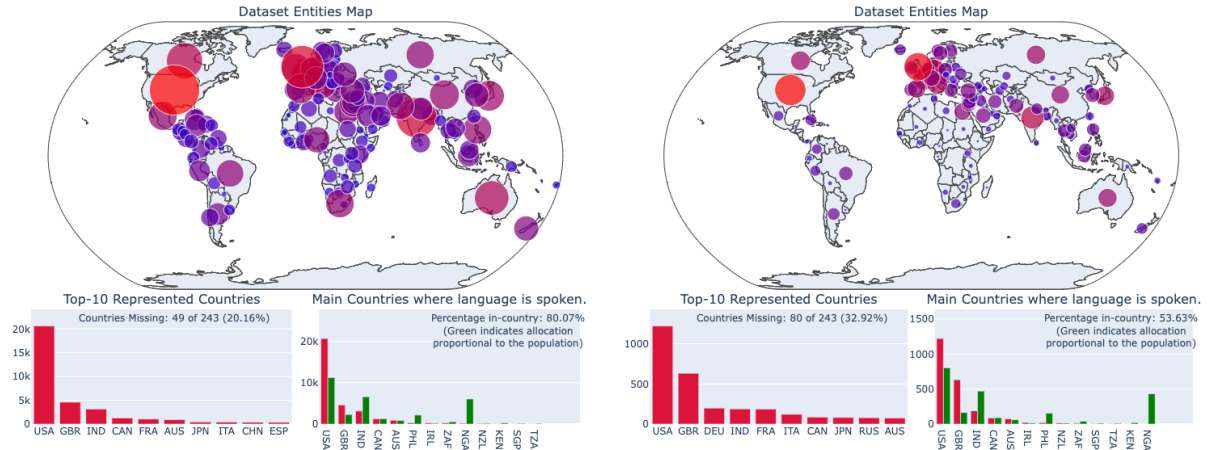 Dataset Entities Map
Top-10 Represented Countries
Countries Missing: 49 of 243 (20.16%)
20k
15k
10k
5k
0
USA GBR IND CAN FRA AUS JPN ITA CHN ESP
Main Countries where language is spoken.
Percentage in-country: 80.07%
(Green indicates allocation
proportional to the population)
20k
10k
0
USA GBR IND CAN AUS PHL IRL ZAF NGA NZL KEN SGP TZA
Dataset Entities Map
Top-10 Represented Countries
Countries Missing: 80 of 243 (32.92%)
1000
500
0
USA GBR DEU IND FRA ITA CAN JPN RUS AUS
Main Countries where language is spoken.
Percentage in-country: 53.63%
(Green indicates allocation
proportional to the population)
1500
1000
500
0
USA GBR IND CAN AUS IRL PHL NZL ZAF SGP TZA KEN NGA